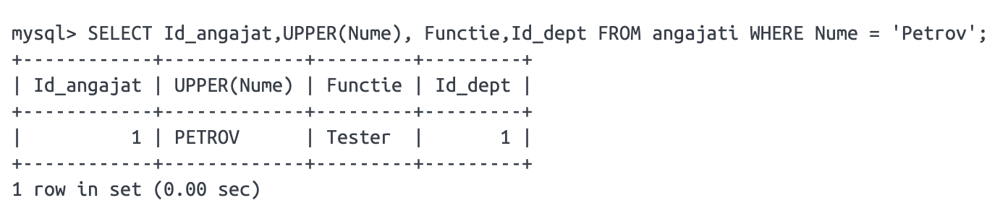 mysql> SELECT Id_angajat,UPPER(Nume), Functie,Id_dept FROM angajati WHERE Nume = 'Petrov';
+------------+-------------+---------+---------+
| Id_angajat | UPPER(Nume) | Functie | Id_dept |
+------------+-------------+---------+---------+
|          1 | PETROV      | Tester  |       1 |
+------------+-------------+---------+---------+
1 row in set (0.00 sec)